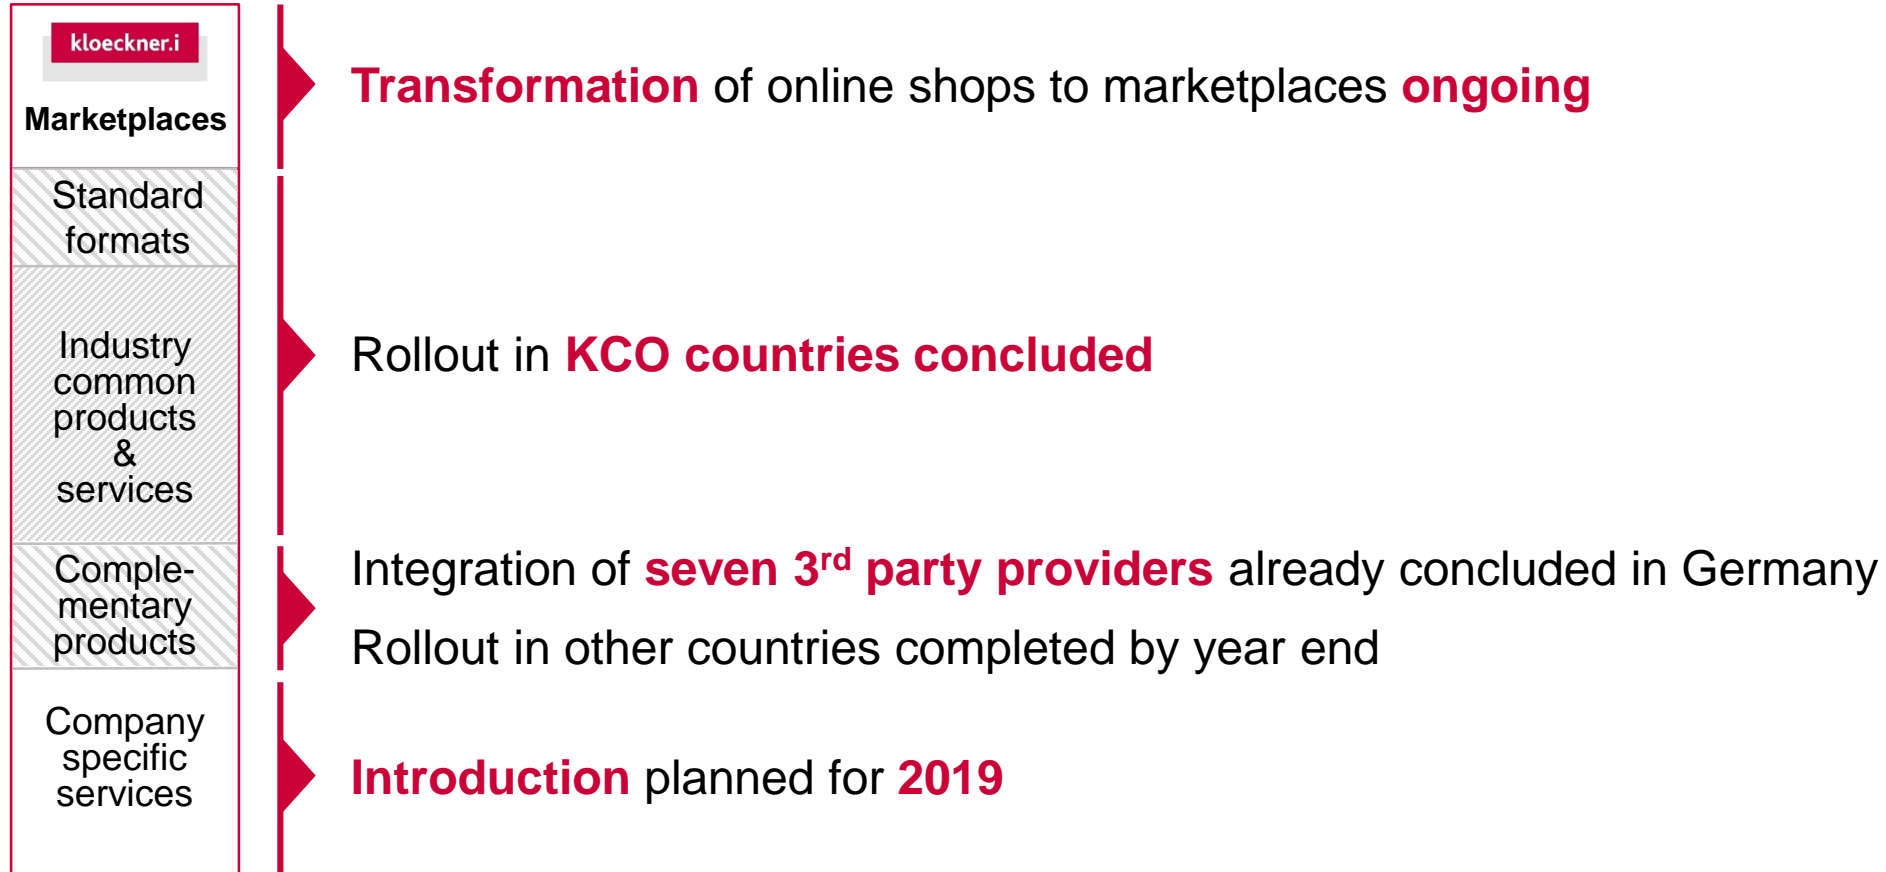 kloeckner.i
Marketplaces
Transformation of online shops to marketplaces ongoing
Standard
formats
Industry
common
products
&
services
Rollout in KCO countries concluded
Comple-
mentary
products
Integration of seven 3rd party providers already concluded in Germany
Rollout in other countries completed by year end
Company
specific
services
Introduction planned for 2019